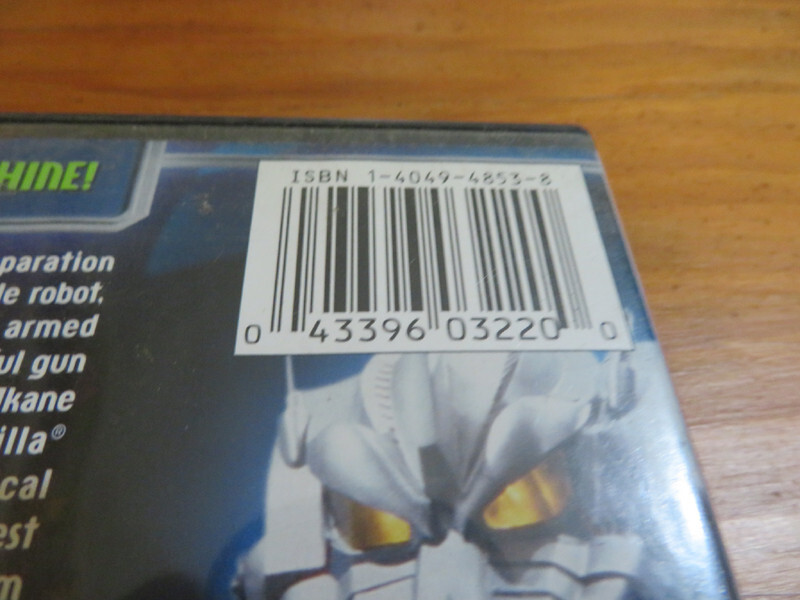 HINE!
ISBN 1-4049-4853-8
0 43396 03220 0
paration
le robot,
armed
ful gun
lkane
illa®
cal
est
m